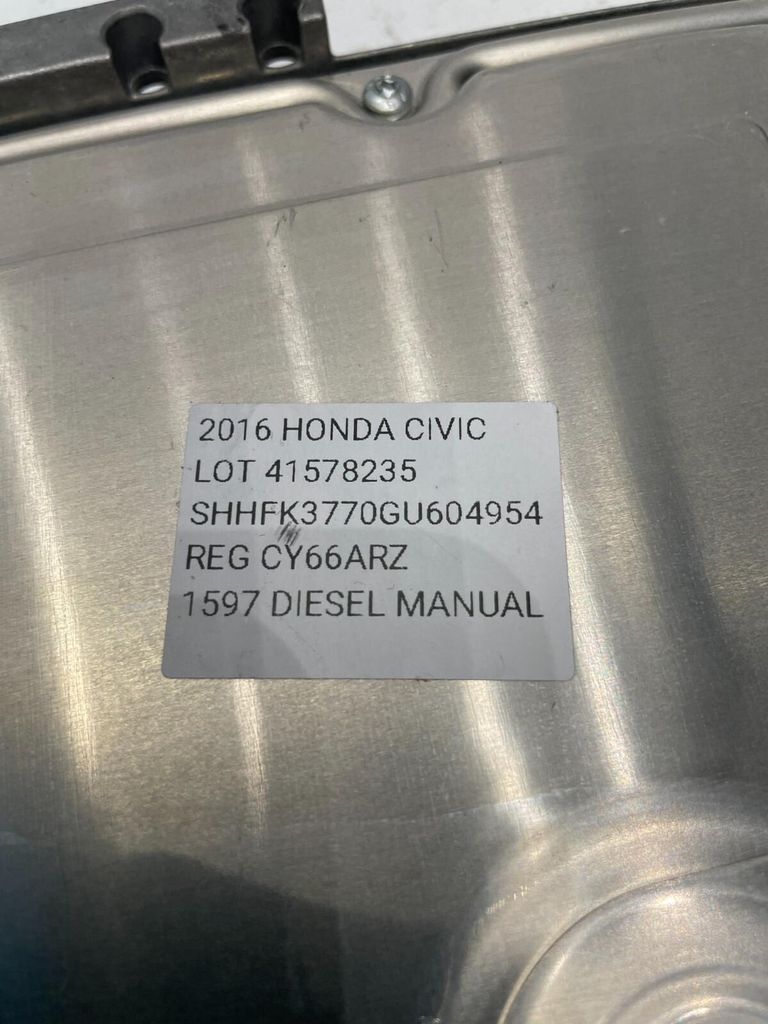 2016 HONDA CIVIC
LOT 41578235
SHHFK3770GU604954
REG CY66ARZ
1597 DIESEL MANUAL